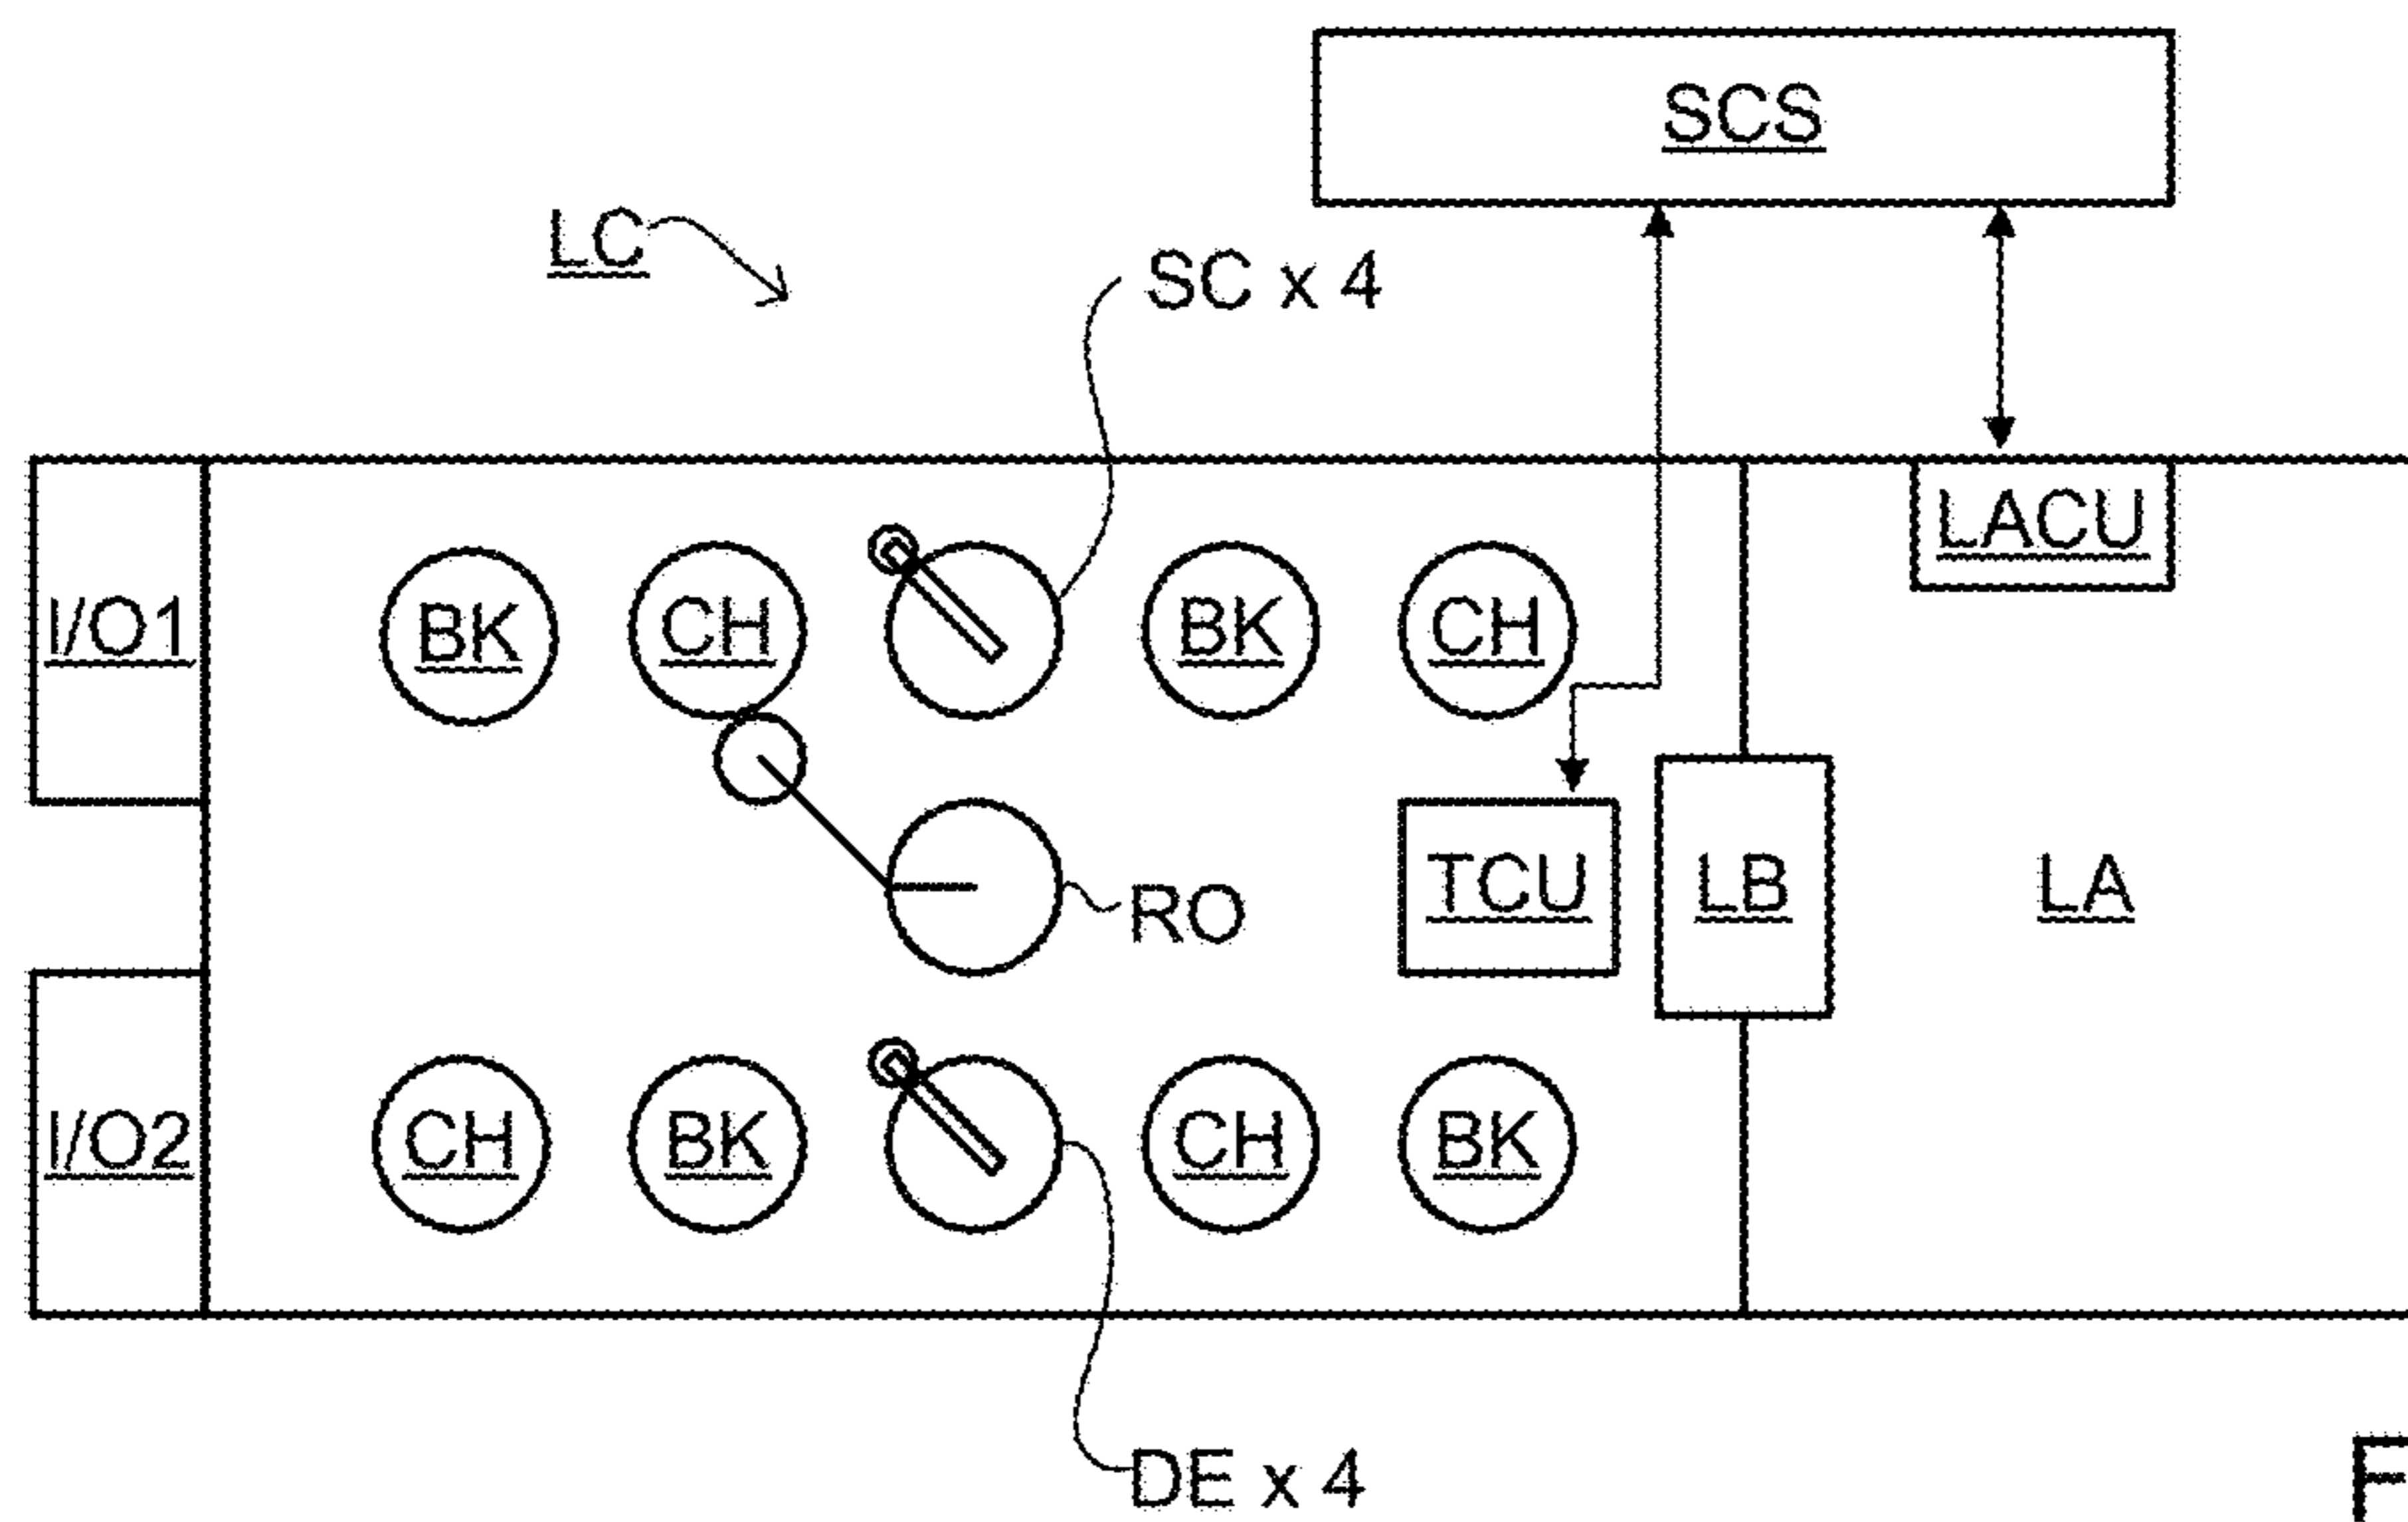 SCS
LC
SC x 4
LACU
I/O1
BK
CH
BK
CH
RO
TCU
LB
LA
I/O2
CH
BK
CH
BK
DE x 4
F